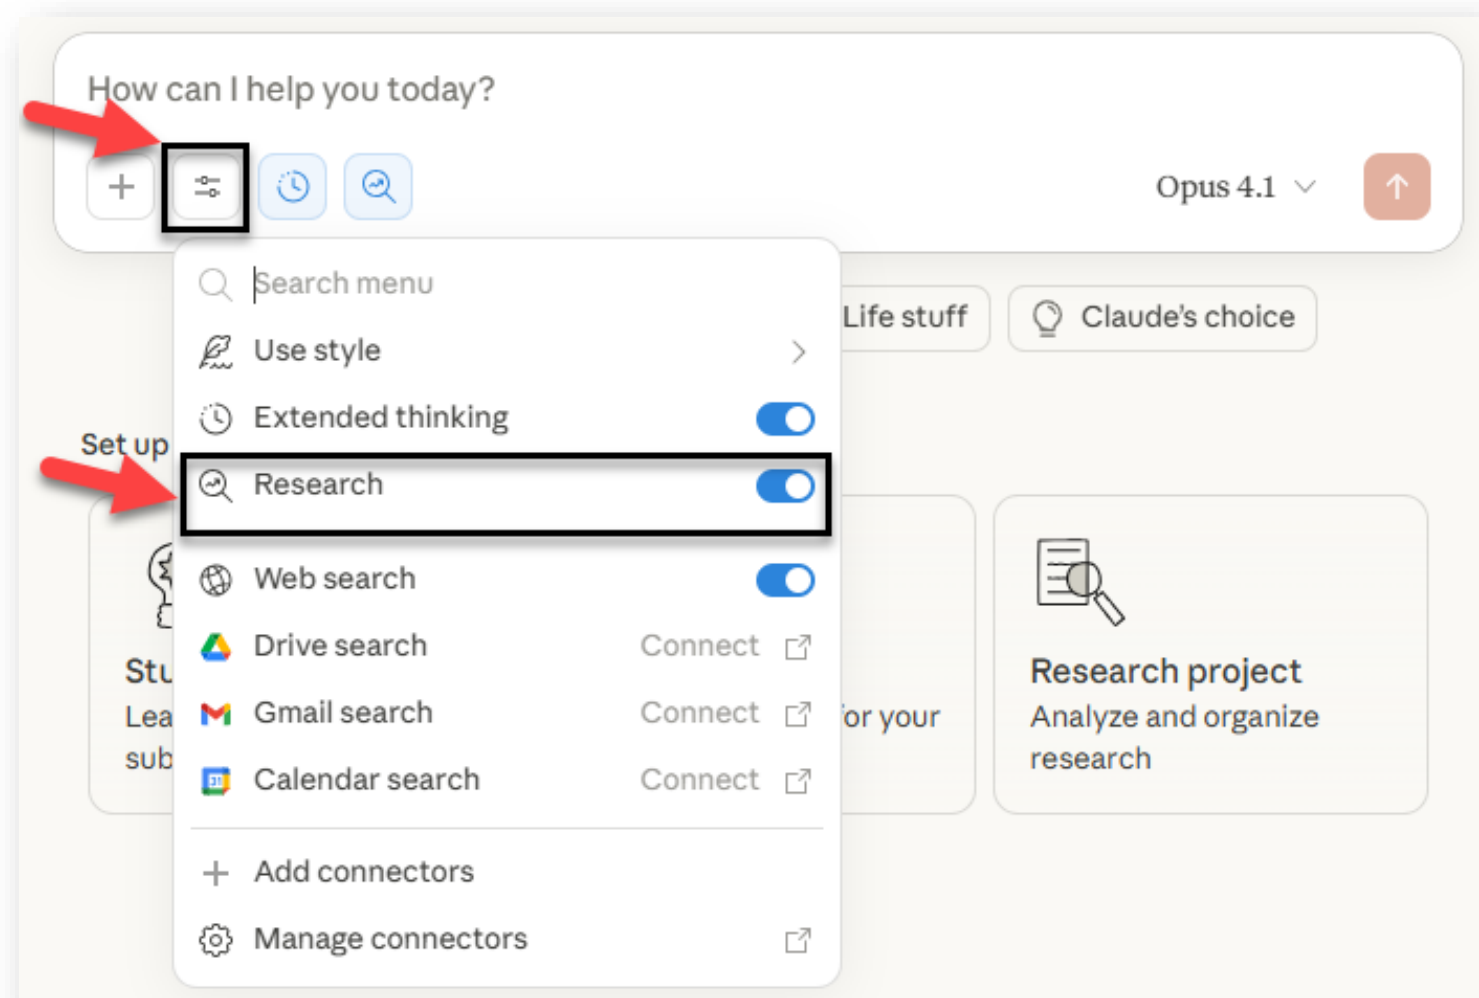 How can I help you today?
Opus 4.1
Search menu
Use style
Life stuff
Claude's choice
Extended thinking
Set up
Research
Web search
Drive search Connect
Gmail search Connect
Calendar search Connect
Add connectors
Manage connectors
or your
Research project
Analyze and organize
research